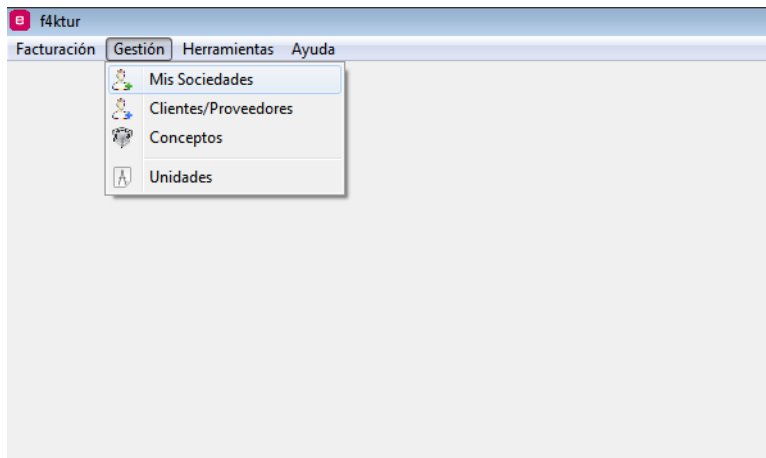 f4ktur
Facturación Gestión Herramientas Ayuda
Mis Sociedades
Clientes/Proveedores
Conceptos
Unidades